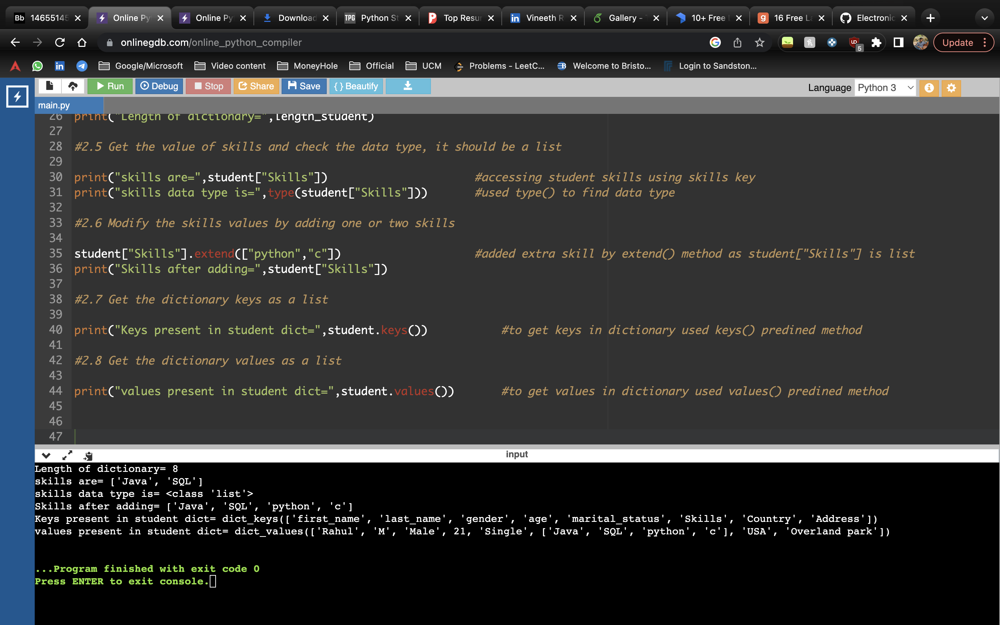 Bb 14655145
Online Py
Online Py
Download
TPG Python St
Top Resur
in Vineeth R
Gallery -
10+ Free
g 16 Free La
Electronic
onlinegdb.com/online_python_compiler
5
Update
in
Google/Microsoft
Video content
MoneyHole
Official
UCM
Problems - LeetC...
Welcome to Bristo...
Login to Sandston...
Run
Debug
Stop
Share
Save
{ } Beautify
Language Python 3
main.py
26 print("Length of dictionary=",length_student)
27
28 #2.5 Get the value of skills and check the data type, it should be a list
29
30 print("skills are=",student["Skills"]) #accessing student skills using skills key
31 print("skills data type is=",type(student["Skills"])) #used type() to find data type
32
33 #2.6 Modify the skills values by adding one or two skills
34
35 student["Skills"].extend(["python","c"]) #added extra skill by extend() method as student["Skills"] is list
36 print("Skills after adding=",student["Skills"])
37
38 #2.7 Get the dictionary keys as a list
39
40 print("Keys present in student dict=",student.keys()) #to get keys in dictionary used keys() predined method
41
42 #2.8 Get the dictionary values as a list
43
44 print("values present in student dict=",student.values()) #to get values in dictionary used values() predined method
45
46
47
input
Length of dictionary= 8
skills are= ['Java', 'SQL']
skills data type is= <class 'list'>
Skills after adding= ['Java', 'SQL', 'python', 'c']
Keys present in student dict= dict_keys(['first_name', 'last_name', 'gender', 'age', 'marital_status', 'Skills', 'Country', 'Address'])
values present in student dict= dict_values(['Rahul', 'M', 'Male', 21, 'Single', ['Java', 'SQL', 'python', 'c'], 'USA', 'Overland park'])
...Program finished with exit code 0
Press ENTER to exit console.